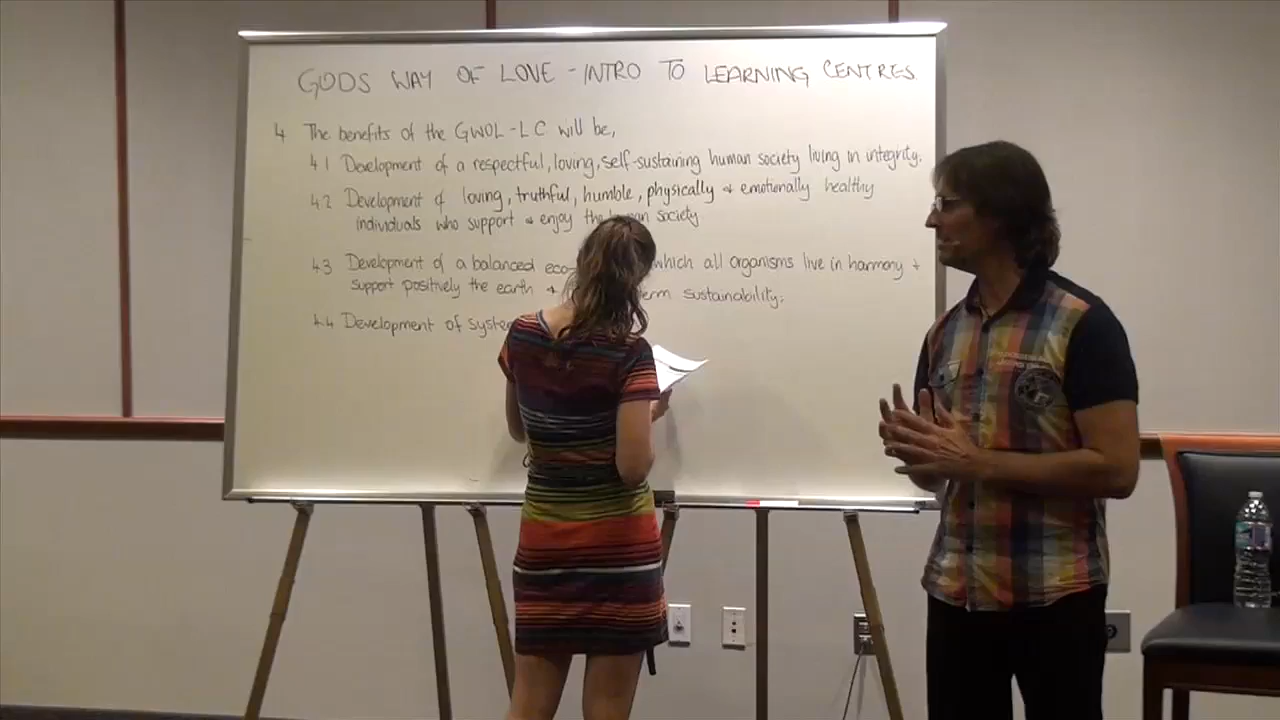 GODS WAY OF LOVE - INTRO TO LEARNING CENTRES
4 The benefits of the GWOL - LC will be,
4.1 Development of a respectful, loving, self-sustaining human society living in integrity.
4.2 Development of loving, truthful, humble, physically + emotionally healthy
individuals who support + enjoy the human society
4.3 Development of a balanced eco- which all organisms live in harmony +
support positively the earth + term sustainability;
4.4 Development of syste